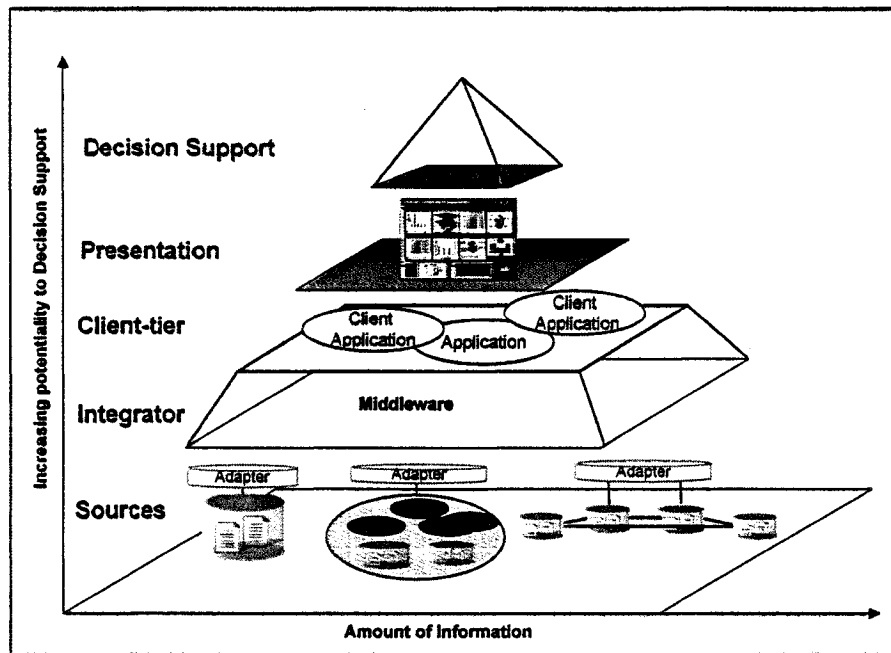 Increasing potentiality to Decision Support
Decision Support
Presentation
Client-tier
Client
Application
Application
Client
Application
Integrator
Middleware
Sources
Adapter
Adapter
Adapter
Amount of Information